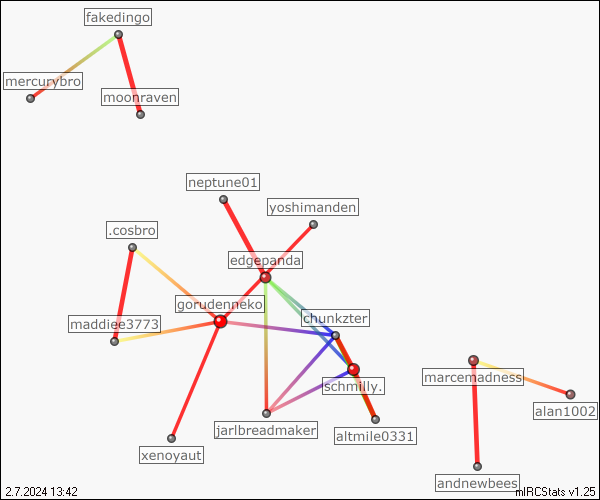 fakedingo
mercurybro
moonraven
neptune01
yoshimanden
.cosbro
edgepanda
gorudenneko
chunkzter
maddiee3773
marcemadness
schmilly.
alan1002
jarlbreadmaker
altmile0331
xenoyaut
andnewbees
2.7.2024 13:42
mIRCStats v1.25